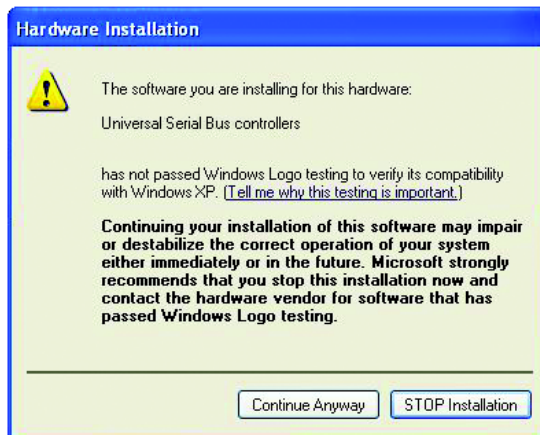 Hardware Installation
The software you are installing for this hardware:
Universal Serial Bus controllers
has not passed Windows Logo testing to verify its compatibility
with Windows XP. (Tell me why this testing is important.)
Continuing your installation of this software may impair
or destabilize the correct operation of your system
either immediately or in the future. Microsoft strongly
recommends that you stop this installation now and
contact the hardware vendor for software that has
passed Windows Logo testing.
Continue Anyway
STOP Installation